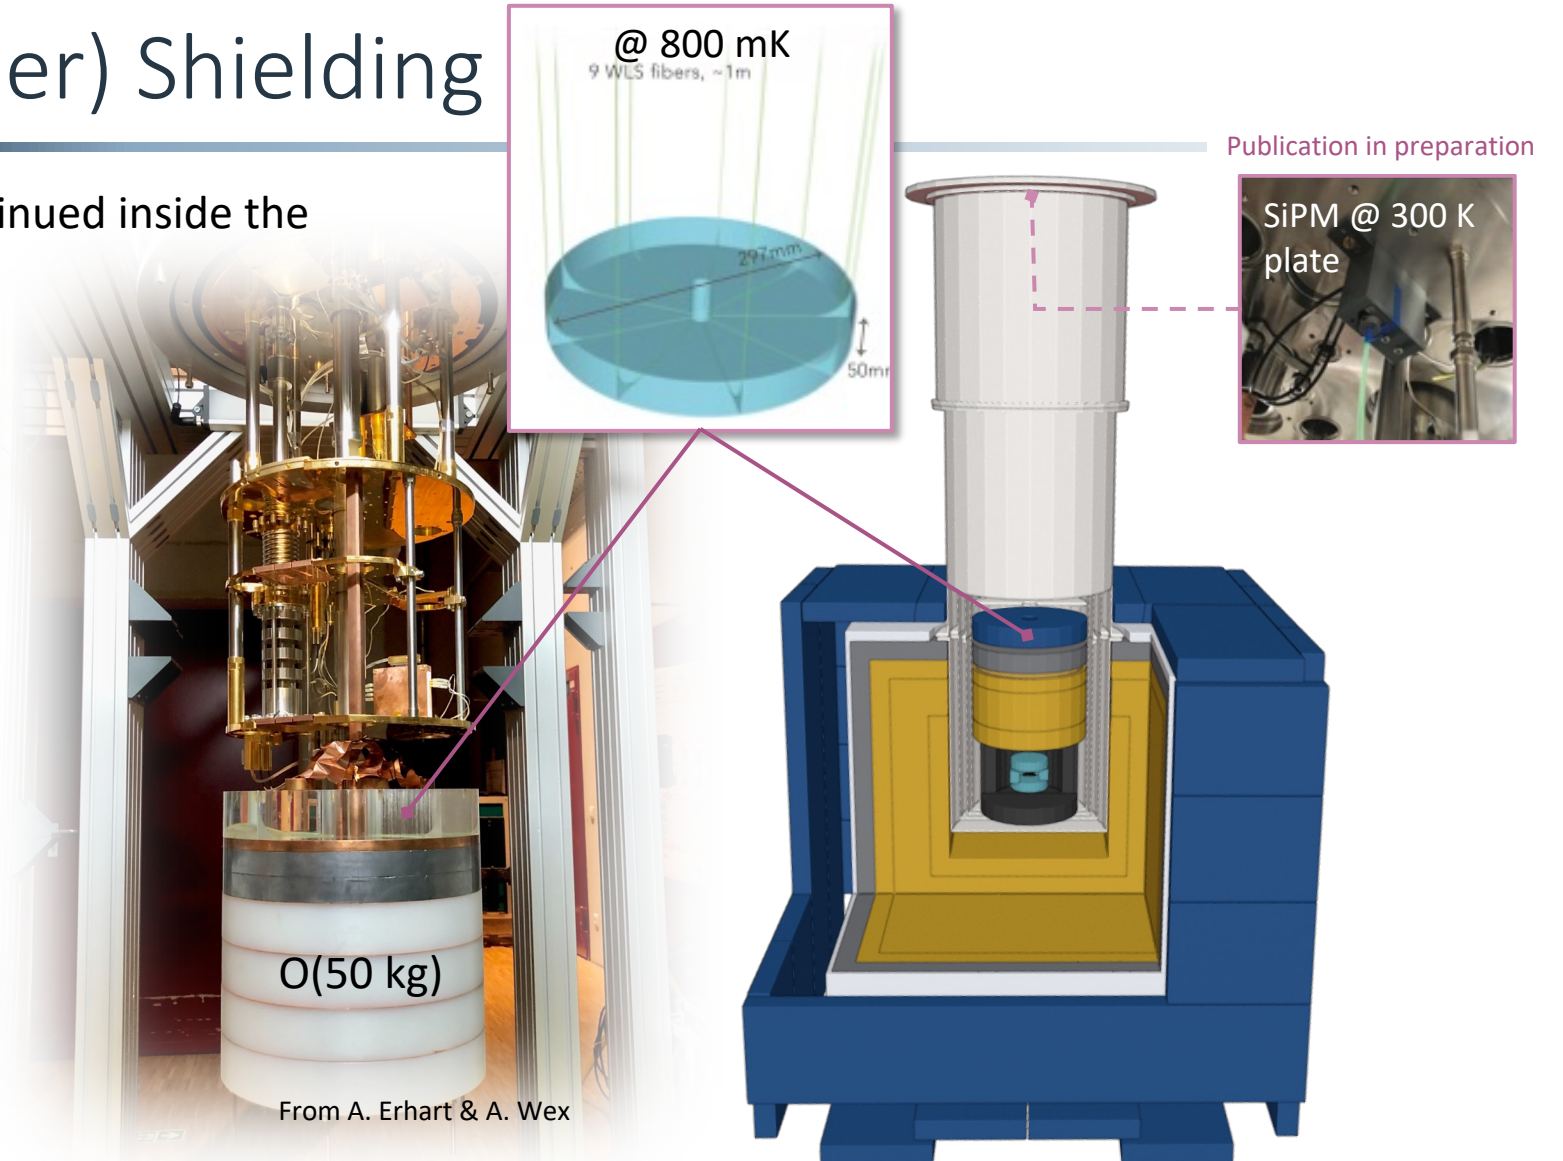 er) Shielding
@ 800 mK
9 WLS fibers, ~1m
297mm
50m
Publication in preparation
SiPM @ 300 K
plate
inued inside the
O(50 kg)
From A. Erhart & A. Wex